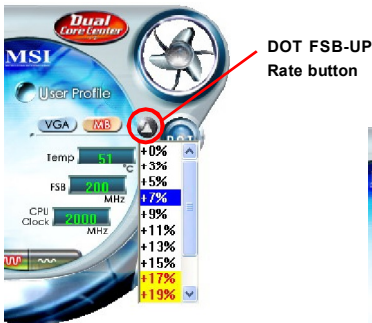 Dual
Core Center
MSI
User Profile
VGA
MB
DOT
Temp 51 °C
FSB 200 MHz
CPU Clock 2000 MHz
+0%
+3%
+5%
+7%
+9%
+11%
+13%
+15%
+17%
+19%
DOT FSB-UP
Rate button